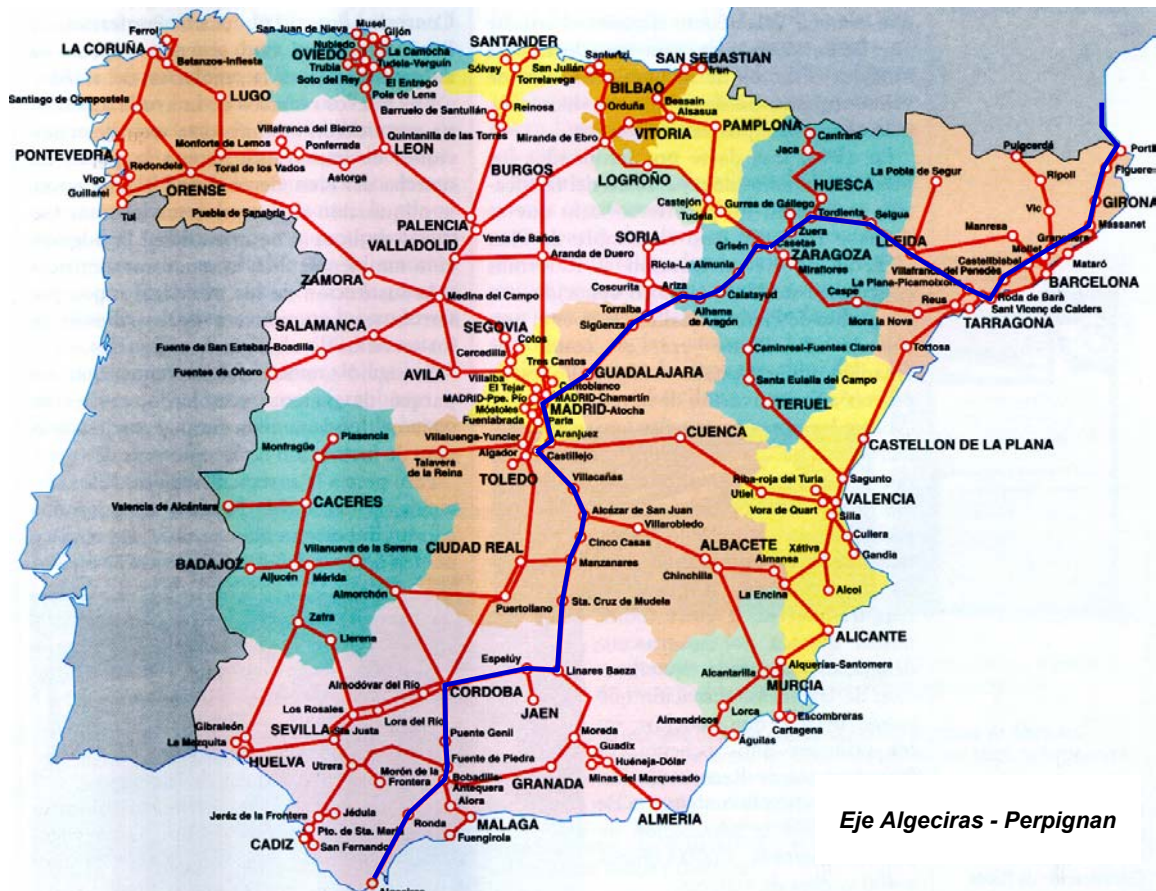 Ferrol
San Juan de Nieva
Musel
Gijón
LA CORUÑA
Nubledo
La Camocha
SANTANDER
Santurtzi
SAN SEBASTIAN
OVIEDO
Tudela-Verguín
San Julián
Irún
Betanzos-Infiesta
Trubia
El Entrego
Sólvay
Torrelavega
BILBAO
Soto del Rey
Beasain
Santiago de Compostela
LUGO
Pola de Lena
Barruelo de Santullán
Reinosa
Orduña
Alsasua
Villafranca del Bierzo
Quintanilla de las Torres
Miranda de Ebro
VITORIA
PAMPLONA
Canfranc
Monforte de Lemos
Ponferrada
LEON
Jaca
Puigcerdá
Portb
PONTEVEDRA
Redondela
Toral de los Vados
BURGOS
LOGROÑO
La Pobla de Segur
Ripoll
Figueres
Vigo
Astorga
HUESCA
Guillarei
ORENSE
Castejón
Gurrea de Gállego
Vic
GIRONA
Tui
Puebla de Sanabria
PALENCIA
Tudela
Tordienta
Selgua
Manresa
Massanet
Venta de Baños
SORIA
Zuera
LLEIDA
Granollers
VALLADOLID
Grisén
Casetas
Mollet
Aranda de Duero
Ricla-La Almunia
ZARAGOZA
Castellbisbal
Mataró
ZAMORA
Coscurita
Ariza
Miraflores
Villafranca del Penedès
BARCELONA
Medina del Campo
Calatayud
Caspe
La Plana-Picamoixons
Roda de Barà
Torralba
Alhama
de Aragón
Reus
Sant Vicenç de Calders
SALAMANCA
SEGOVIA
Sigüenza
Mora la Nova
TARRAGONA
Fuente de San Esteban-Boadilla
Cotos
Cercedilla
Caminreal-Fuentes Claros
Tortosa
Fuentes de Oñoro
Tres Cantos
AVILA
Villalba
GUADALAJARA
El Tejar
Cantoblanco
Santa Eulalia del Campo
MADRID-Ppe. Pío
MADRID-Chamartín
Móstoles
MADRID-Atocha
TERUEL
Fuenlabrada
Parla
Plasencia
Villaluenga-Yuncler
Aranjuez
CUENCA
CASTELLON DE LA PLANA
Monfragüe
Algador
Castillejo
Talavera
de la Reina
TOLEDO
Villacañas
Riba-roja del Turia
Sagunto
CACERES
Utiel
VALENCIA
Valencia de Alcántara
Alcázar de San Juan
Vora de Quart
Silla
Villarobledo
Cullera
Villanueva de la Serena
CIUDAD REAL
Cinco Casas
ALBACETE
Xátiva
Gandia
BADAJOZ
Almansa
Aljucén
Mérida
Manzanares
Chinchilla
Almorchón
La Encina
Alcoi
Puertollano
Sta. Cruz de Mudela
Zafra
Llerena
ALICANTE
Espelúy
Linares Baeza
Alcantarilla
Alquerías-Santomera
Almodóvar del Río
CORDOBA
MURCIA
JAEN
Los Rosales
Lora del Río
Lorca
Escombreras
Gibraleón
SEVILLA
Sta Justa
Puente Genil
Moreda
Almendricos
Cartagena
La Mezquita
Águilas
HUELVA
Utrera
Fuente de Piedra
Guadix
Morón de la
Frontera
Bobadilla
Huéneja-Dólar
Antequera
GRANADA
Minas del Marquesado
Jeréz de la Frontera
Jédula
Alora
ALMERIA
Pto. de Sta. María
Ronda
MALAGA
CADIZ
San Fernando
Fuengirola
Eje Algeciras - Perpignan